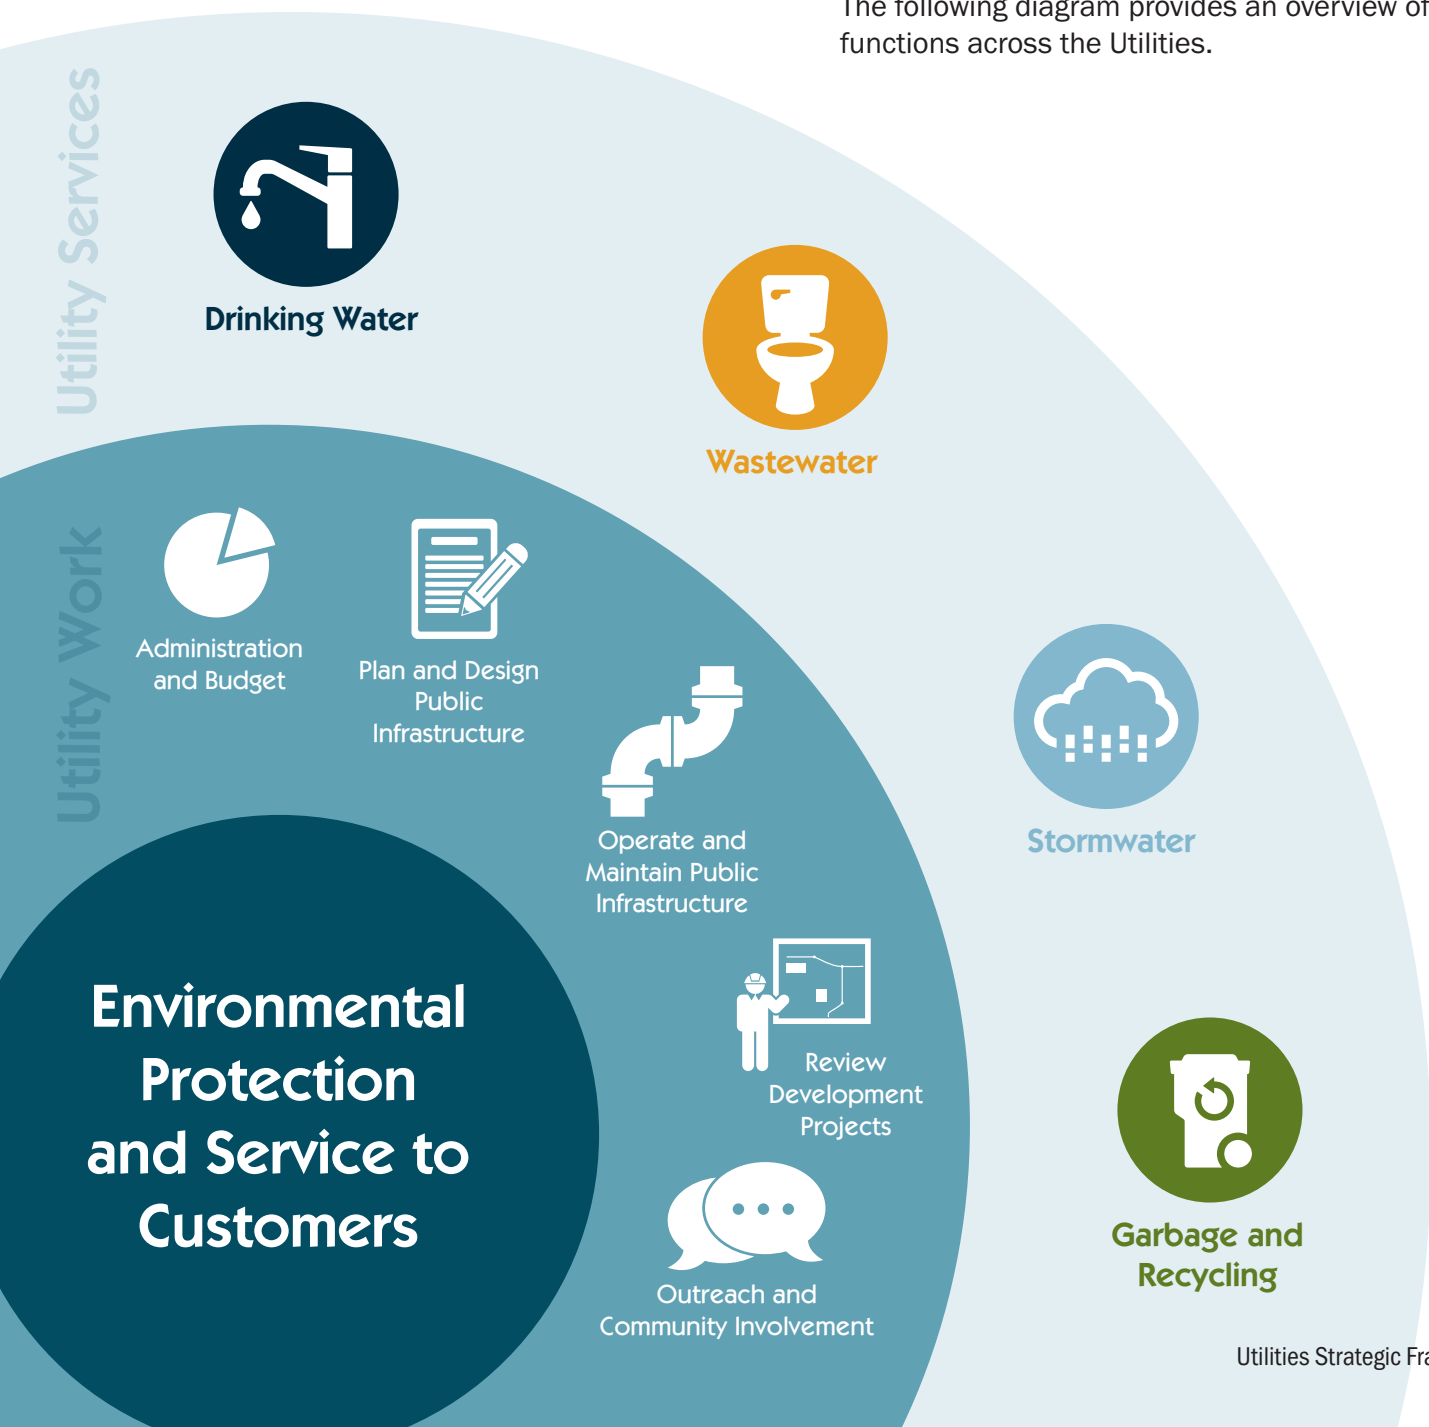 The following diagram provides an overview of
functions across the Utilities.
Utility Services
Drinking Water
Wastewater
Stormwater
Garbage and
Recycling
Utility Work
Administration
and Budget
Plan and Design
Public
Infrastructure
Operate and
Maintain Public
Infrastructure
Review
Development
Projects
Outreach and
Community Involvement
Environmental
Protection
and Service to
Customers
Utilities Strategic